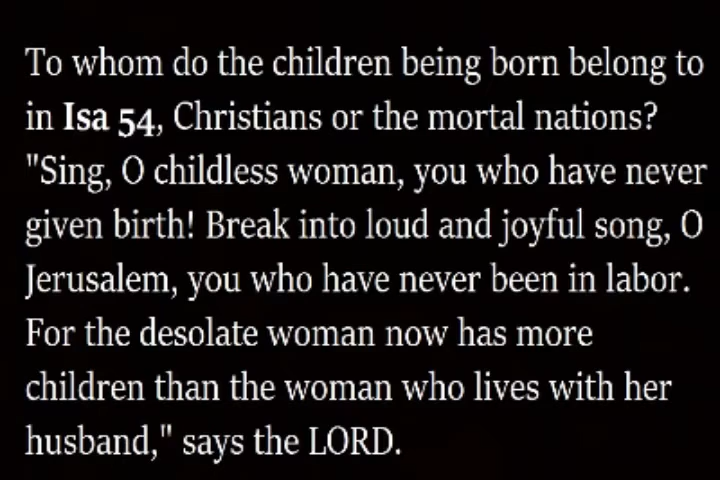 To whom do the children being born belong to
in Isa 54, Christians or the mortal nations?
"Sing, O childless woman, you who have never
given birth! Break into loud and joyful song, O
Jerusalem, you who have never been in labor.
For the desolate woman now has more
children than the woman who lives with her
husband," says the LORD.